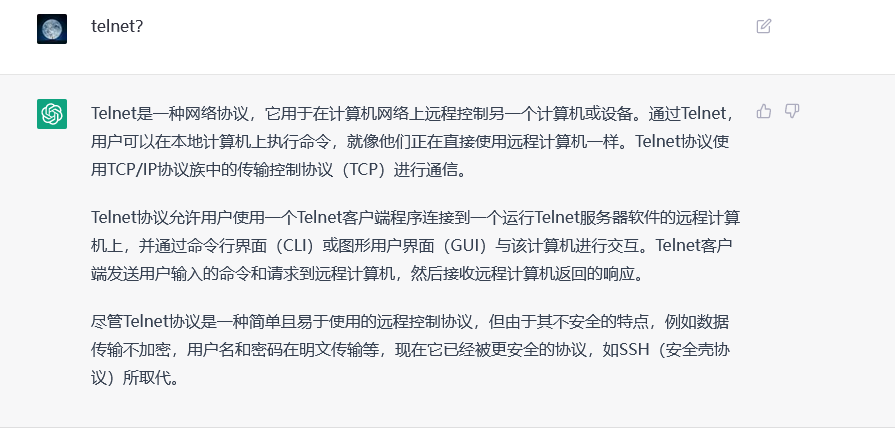 telnet?
Telnet是一种网络协议，它用于在计算机网络上远程控制另一个计算机或设备。通过Telnet，
用户可以在本地计算机上执行命令，就像他们正在直接使用远程计算机一样。Telnet协议使
用TCP/IP协议族中的传输控制协议（TCP）进行通信。
Telnet协议允许用户使用一个Telnet客户端程序连接到一个运行Telnet服务器软件的远程计算
机上，并通过命令行界面（CLI）或图形用户界面（GUI）与该计算机进行交互。Telnet客户
端发送用户输入的命令和请求到远程计算机，然后接收远程计算机返回的响应。
尽管Telnet协议是一种简单且易于使用的远程控制协议，但由于其不安全的特点，例如数据
传输不加密，用户名和密码在明文传输等，现在它已经被更安全的协议，如SSH（安全壳协
议）所取代。